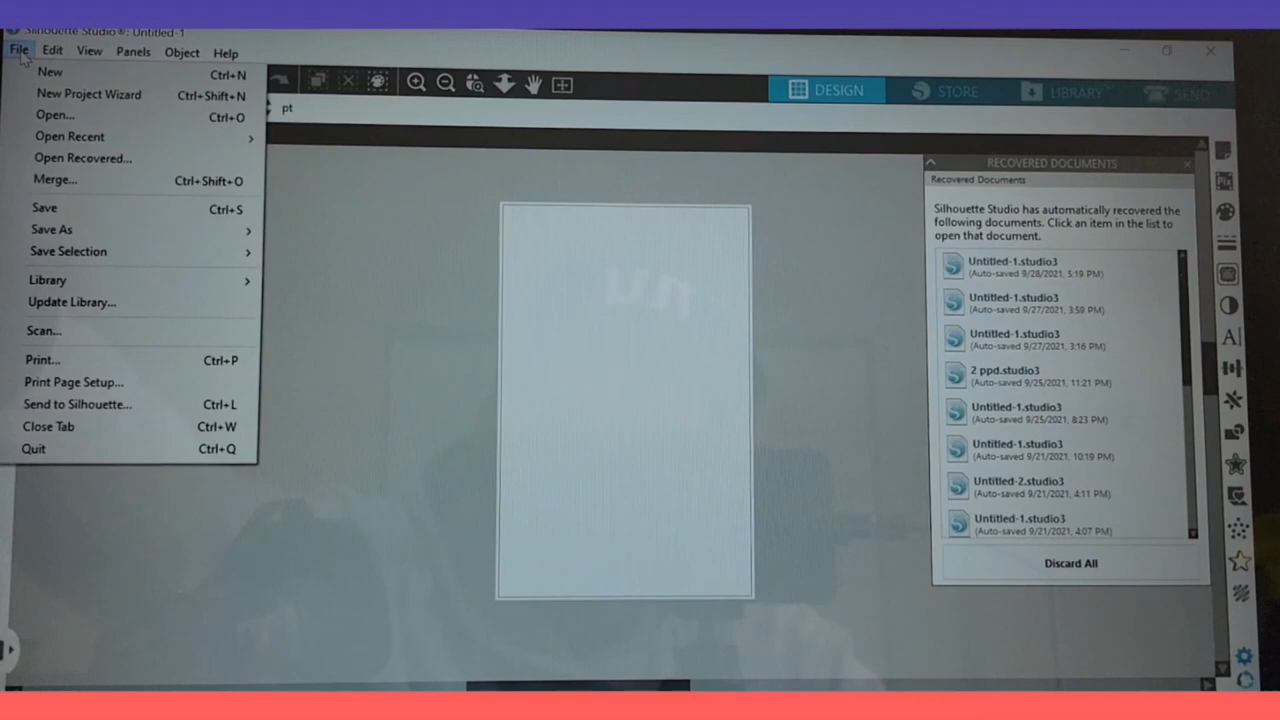 Silhouette Studio®: Untitled-1
File Edit View Panels Object Help
New Ctrl+N
New Project Wizard Ctrl+Shift+N
Open... Ctrl+O
Open Recent
Open Recovered...
Merge... Ctrl+Shift+O
Save Ctrl+S
Save As
Save Selection
Library
Update Library...
Scan...
Print... Ctrl+P
Print Page Setup...
Send to Silhouette... Ctrl+L
Close Tab Ctrl+W
Quit Ctrl+Q
pt
DESIGN STORE LIBRARY SEND
RECOVERED DOCUMENTS
Recovered Documents
Silhouette Studio has automatically recovered the
following documents. Click an item in the list to
open that document.
Untitled-1.studio3
(Auto-saved 9/28/2021, 5:19 PM)
Untitled-1.studio3
(Auto-saved 9/27/2021, 3:59 PM)
Untitled-1.studio3
(Auto-saved 9/27/2021, 3:16 PM)
2 ppd.studio3
(Auto-saved 9/25/2021, 11:21 PM)
Untitled-1.studio3
(Auto-saved 9/25/2021, 8:23 PM)
Untitled-1.studio3
(Auto-saved 9/21/2021, 10:19 PM)
Untitled-2.studio3
(Auto-saved 9/21/2021, 4:11 PM)
Untitled-1.studio3
(Auto-saved 9/21/2021, 4:07 PM)
Discard All